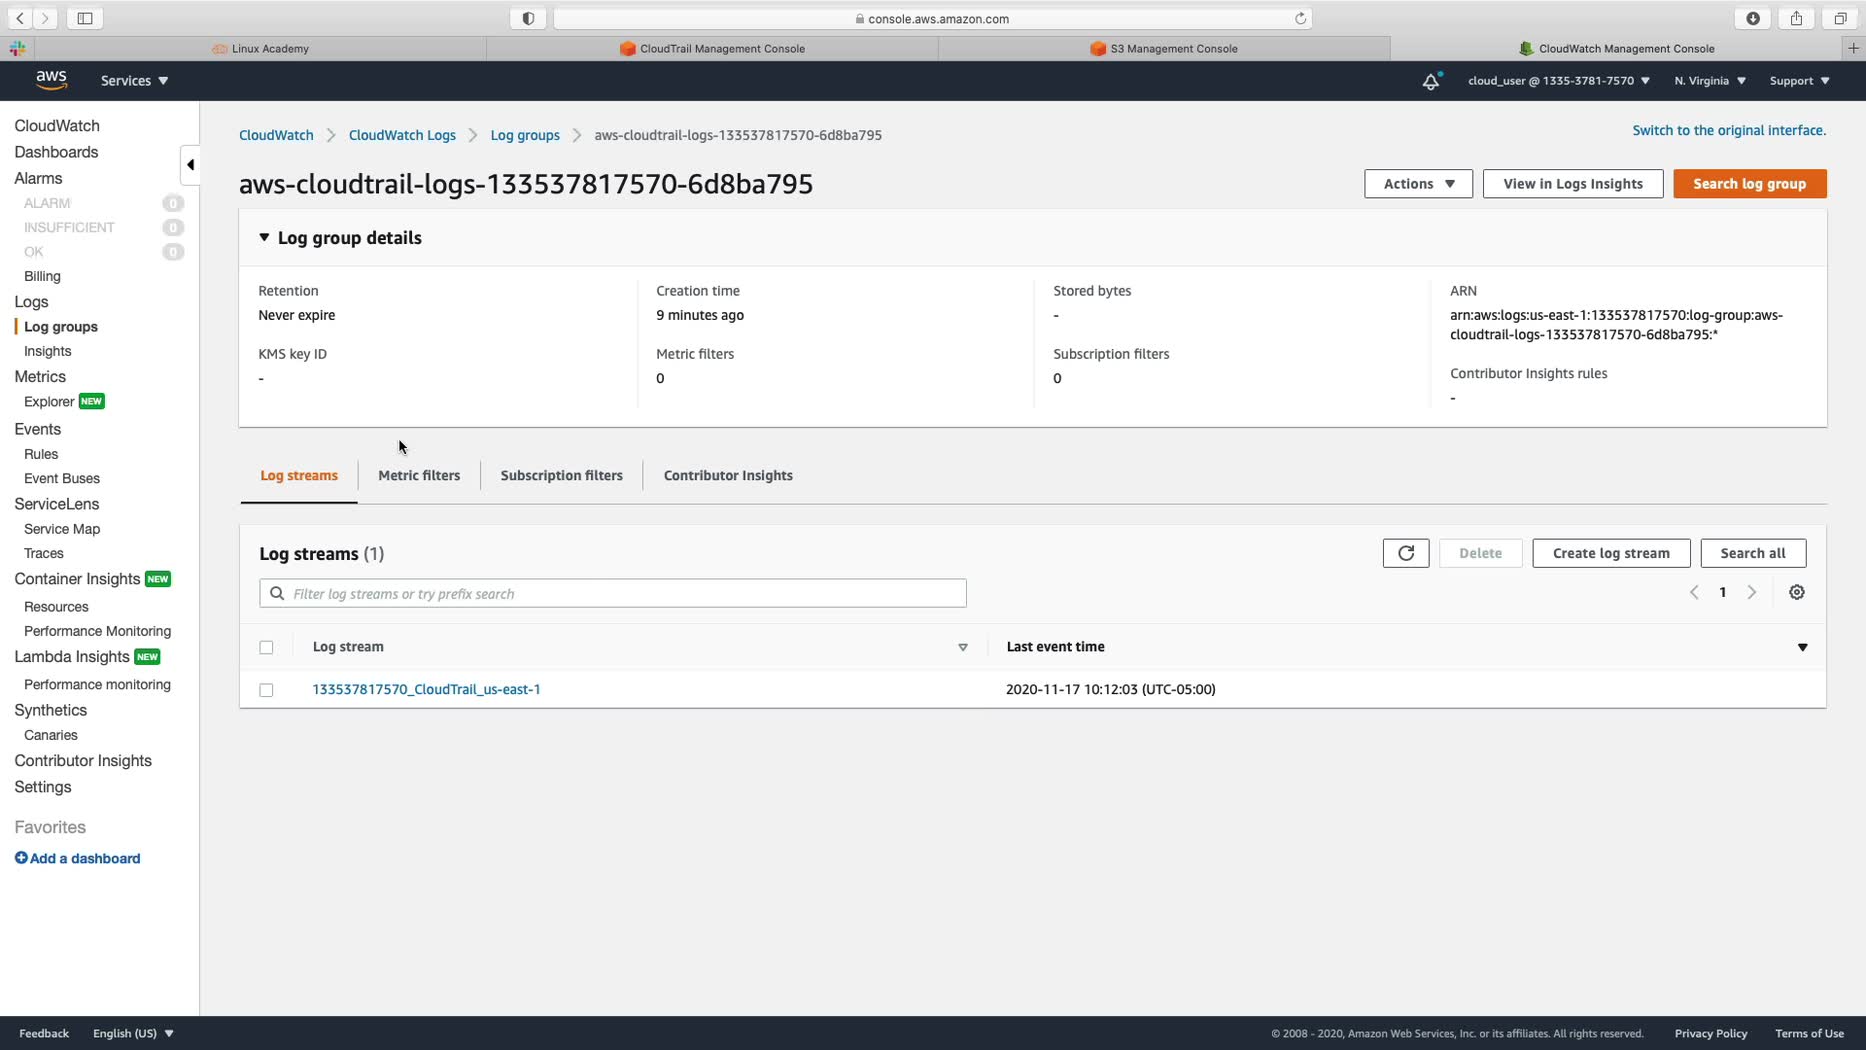 console.aws.amazon.com
Linux Academy
CloudTrail Management Console
S3 Management Console
CloudWatch Management Console
aws
Services
cloud_user @ 1335-3781-7570
N. Virginia
Support
CloudWatch
Dashboards
Alarms
ALARM 0
INSUFFICIENT 0
OK 0
Billing
Logs
Log groups
Insights
Metrics
Explorer NEW
Events
Rules
Event Buses
ServiceLens
Service Map
Traces
Container Insights NEW
Resources
Performance Monitoring
Lambda Insights NEW
Performance monitoring
Synthetics
Canaries
Contributor Insights
Settings
Favorites
Add a dashboard
CloudWatch
CloudWatch Logs
Log groups
aws-cloudtrail-logs-133537817570-6d8ba795
Switch to the original interface.
aws-cloudtrail-logs-133537817570-6d8ba795
Actions
View in Logs Insights
Search log group
Log group details
Retention
Never expire
KMS key ID
-
Creation time
9 minutes ago
Metric filters
0
Stored bytes
-
Subscription filters
0
ARN
arn:aws:logs:us-east-1:133537817570:log-group:aws-
cloudtrail-logs-133537817570-6d8ba795:*
Contributor Insights rules
-
Log streams
Metric filters
Subscription filters
Contributor Insights
Log streams (1)
Delete
Create log stream
Search all
Filter log streams or try prefix search
1
Log stream
Last event time
133537817570_CloudTrail_us-east-1
2020-11-17 10:12:03 (UTC-05:00)
Feedback
English (US)
© 2008 - 2020, Amazon Web Services, Inc. or its affiliates. All rights reserved.
Privacy Policy
Terms of Use